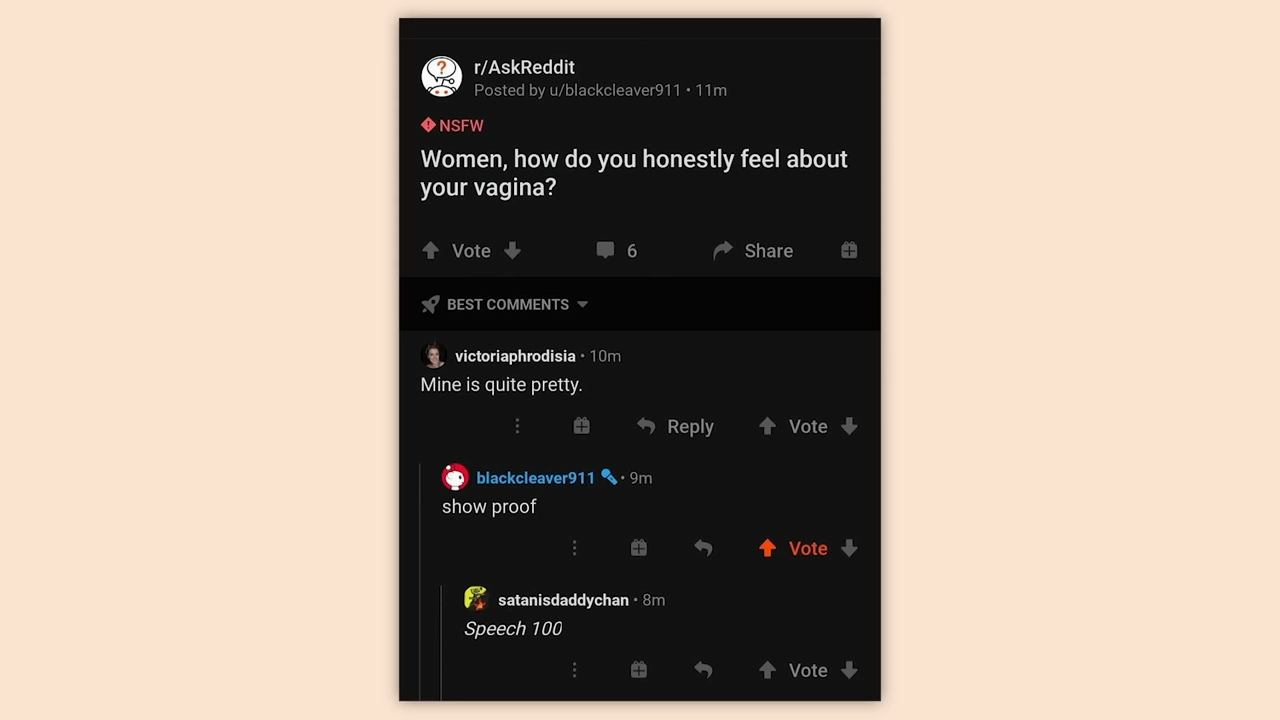 r/AskReddit
Posted by u/blackcleaver911 • 11m
NSFW
Women, how do you honestly feel about
your vagina?
Vote 6 Share
BEST COMMENTS
victoriaphrodisia • 10m
Mine is quite pretty.
Reply Vote
blackcleaver911 • 9m
show proof
Vote
satanisdaddychan • 8m
Speech 100
Vote